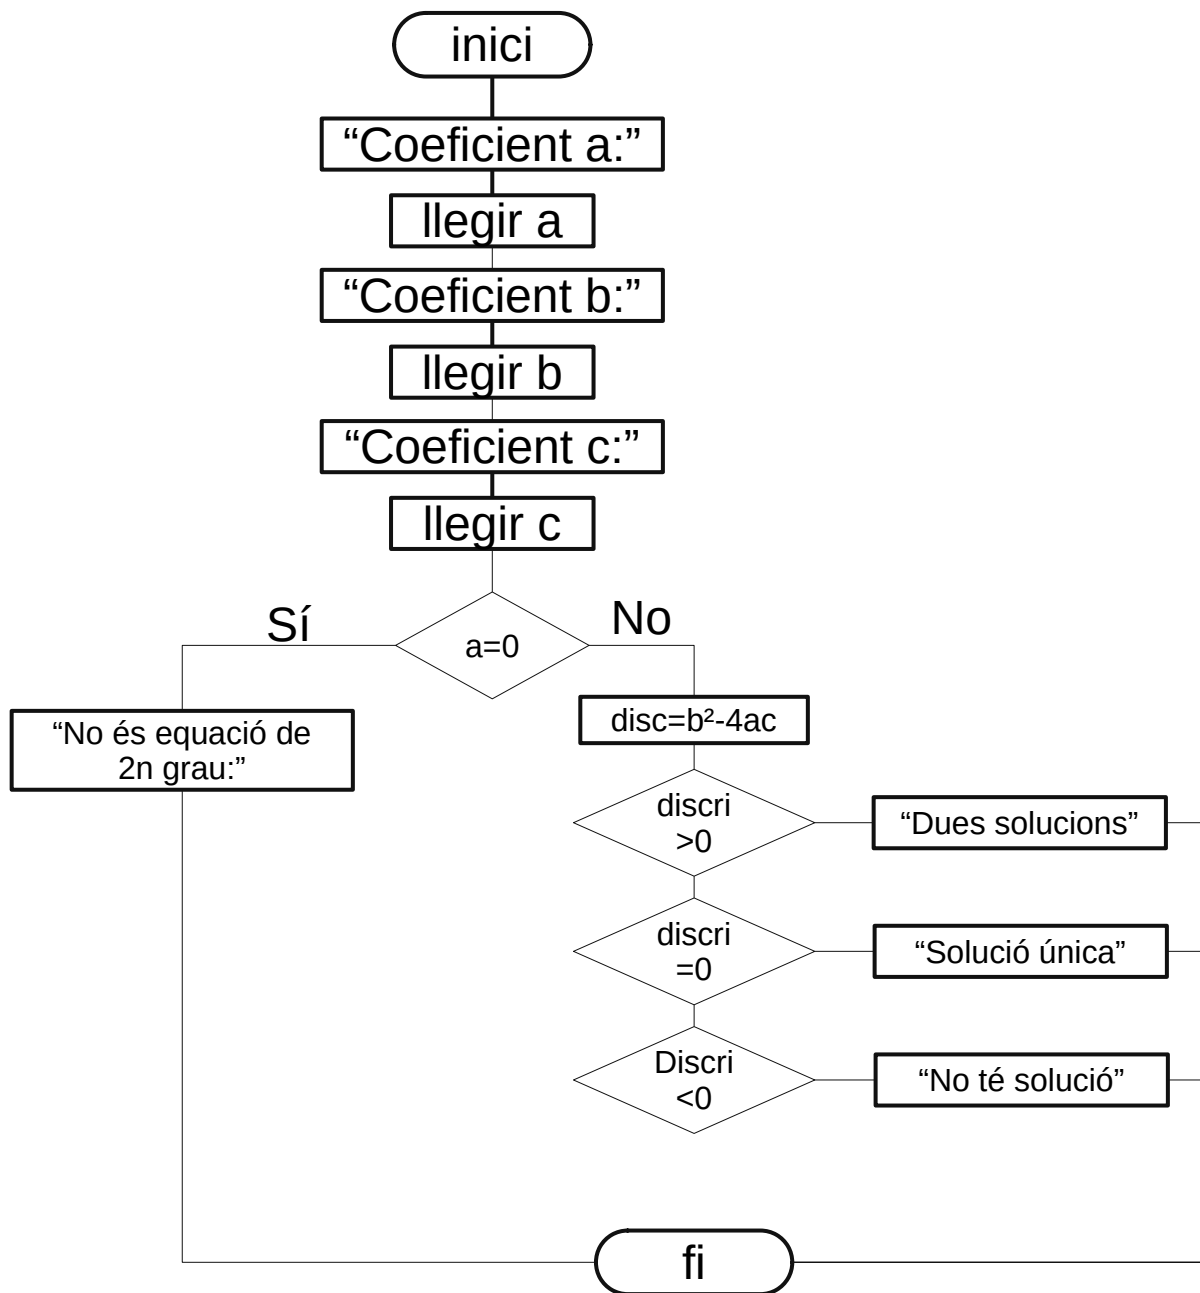 inici
“Coeficient a:”
llegir a
“Coeficient b:”
llegir b
“Coeficient c:”
llegir c
Sí
No
a=0
“No és equació de
2n grau:”
disc=b²-4ac
discri
>0
“Dues solucions”
discri
=0
“Solució única”
Discri
<0
“No té solució”
fi